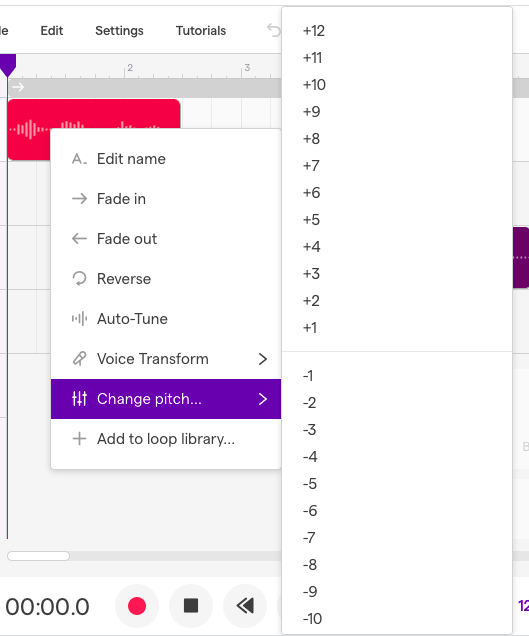 le Edit Settings Tutorials
2 3
Edit name
Fade in
Fade out
Reverse
Auto-Tune
Voice Transform
Change pitch...
Add to loop library...
+12
+11
+10
+9
+8
+7
+6
+5
+4
+3
+2
+1
-1
-2
-3
-4
-5
-6
-7
-8
-9
-10
00:00.0
12